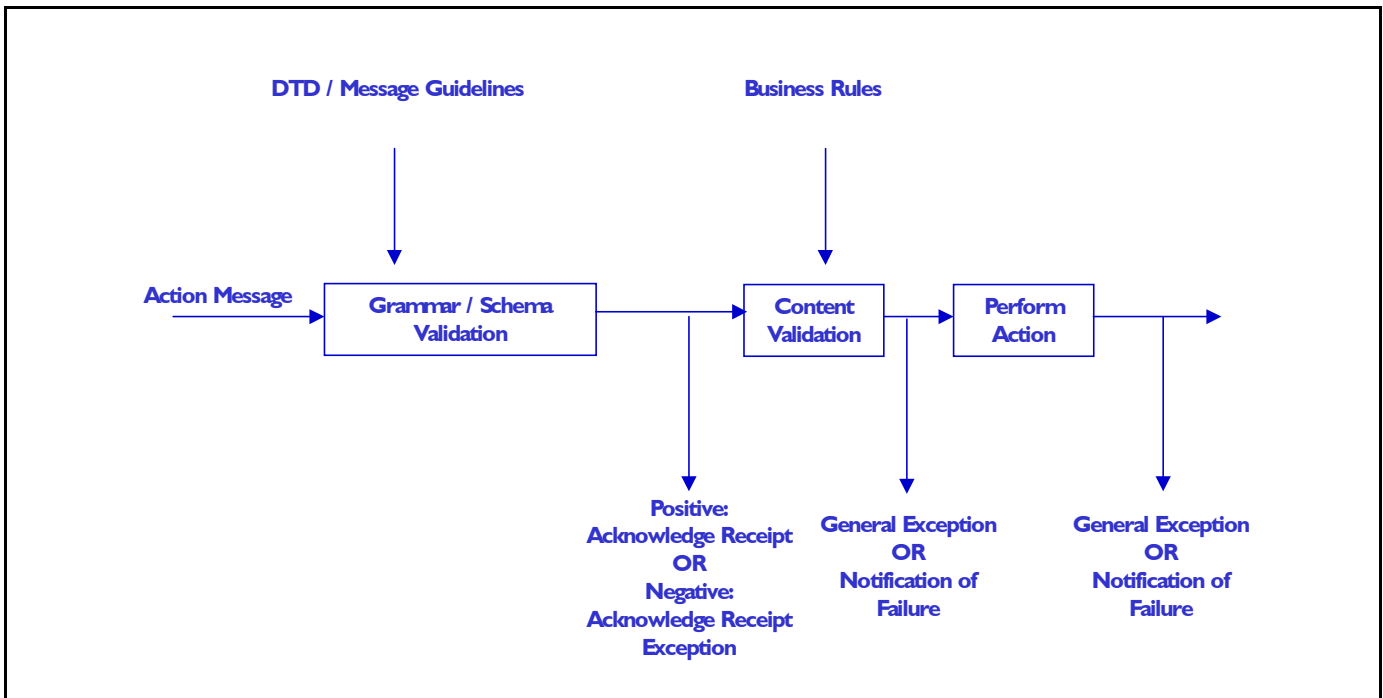 DTD / Message Guidelines
Business Rules
Action Message
Grammar / Schema
Validation
Content
Validation
Perform
Action
Positive:
Acknowledge Receipt
OR
Negative:
Acknowledge Receipt
Exception
General Exception
OR
Notification of
Failure
General Exception
OR
Notification of
Failure